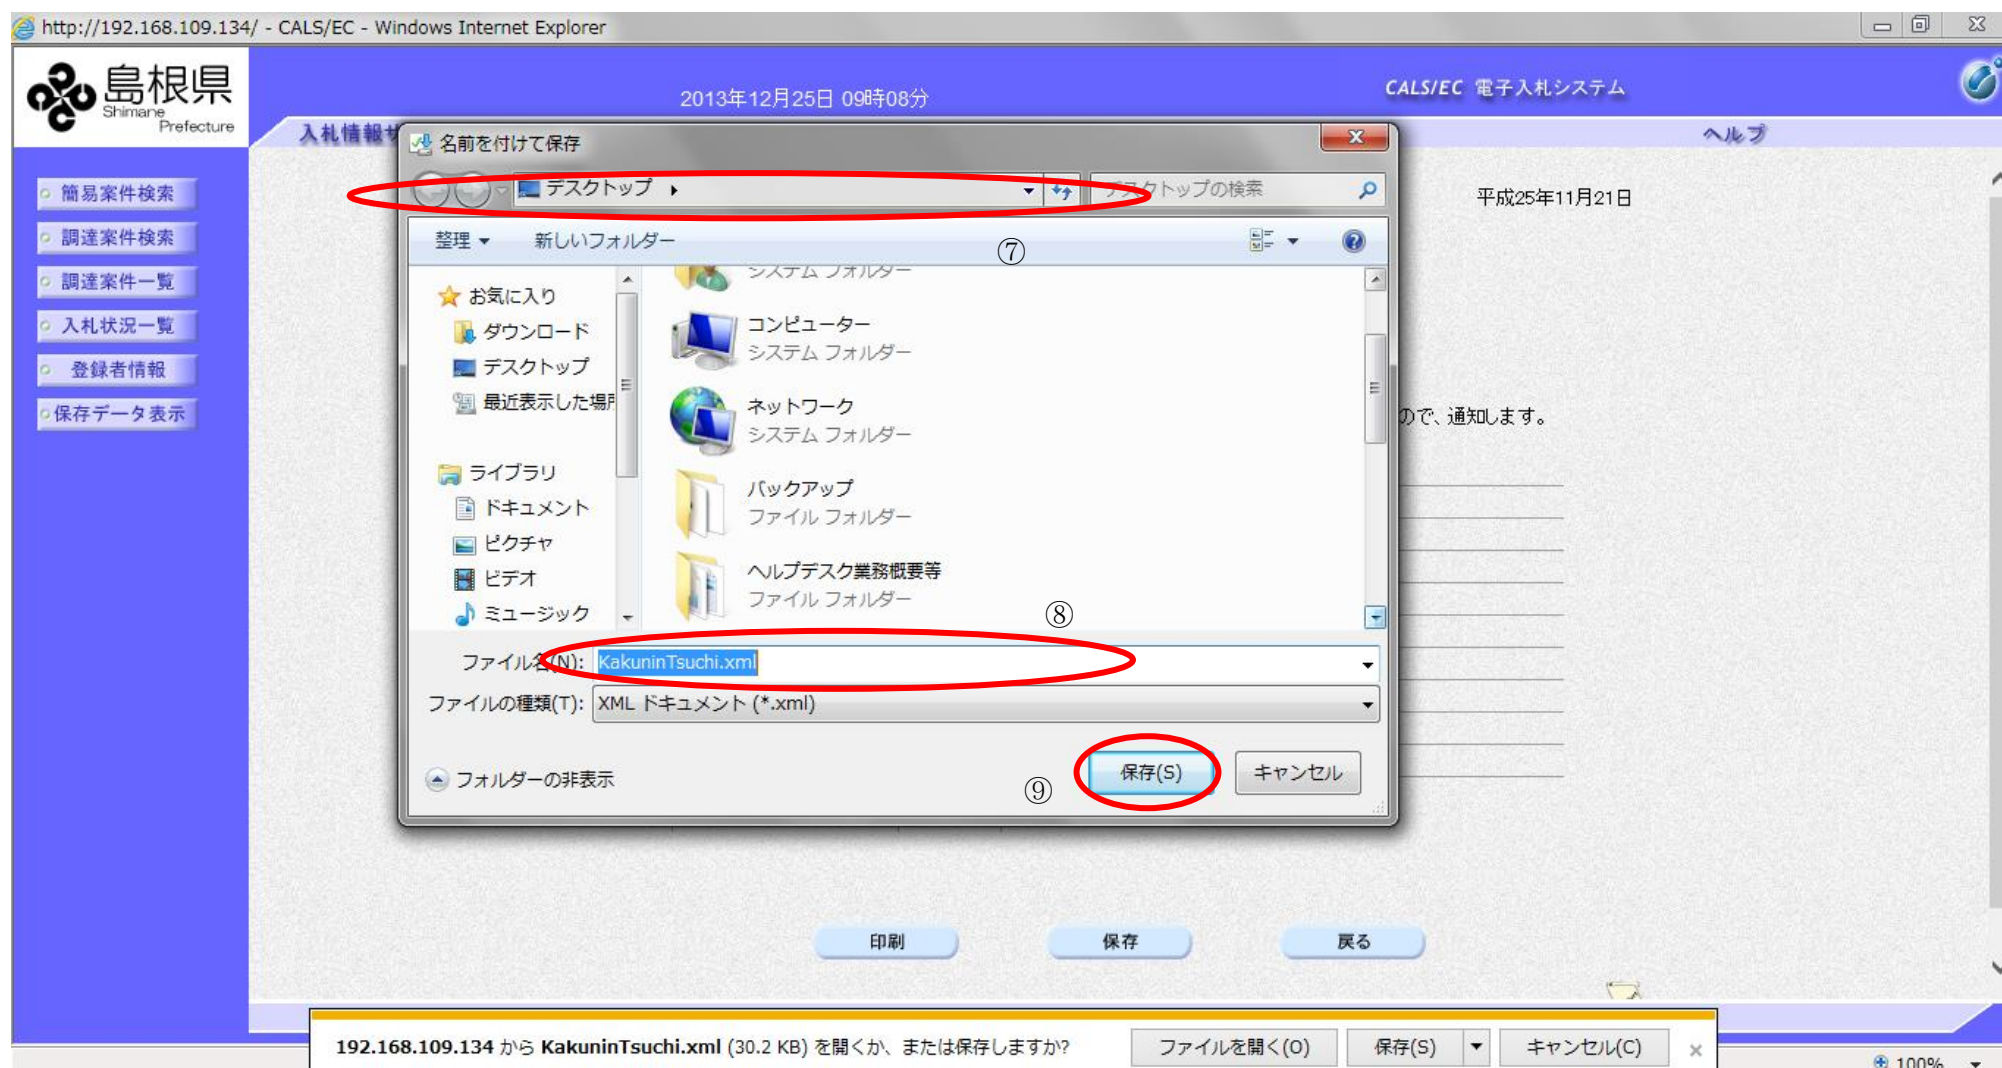 http://192.168.109.134/ - CALS/EC - Windows Internet Explorer
島根県
Shimane
Prefecture
2013年12月25日 09時08分
CALS/EC 電子入札システム
入札情報サ
ヘルプ
簡易案件検索
調達案件検索
調達案件一覧
入札状況一覧
登録者情報
保存データ表示
平成25年11月21日
ので、通知します。
名前を付けて保存
デスクトップ
デスクトップの検索
整理
新しいフォルダー
⑦
お気に入り
ダウンロード
デスクトップ
最近表示した場所
ライブラリ
ドキュメント
ピクチャ
ビデオ
ミュージック
システム フォルダー
コンピューター
システム フォルダー
ネットワーク
システム フォルダー
バックアップ
ファイル フォルダー
ヘルプデスク業務概要等
ファイル フォルダー
⑧
ファイル名(N): KakuninTsuchi.xml
ファイルの種類(T): XML ドキュメント (*.xml)
フォルダーの非表示
⑨
保存(S)
キャンセル
印刷
保存
戻る
192.168.109.134 から KakuninTsuchi.xml (30.2 KB) を開くか、または保存しますか?
ファイルを開く(O)
保存(S)
キャンセル(C)
100%